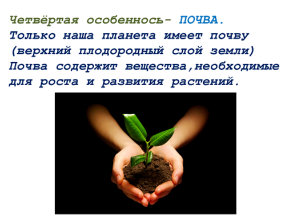 Четвёртая особеннось- ПОЧВА.
Только наша планета имеет почву
(верхний плодородный слой земли)
Почва содержит вещества,необходимые
для роста и развития растений.